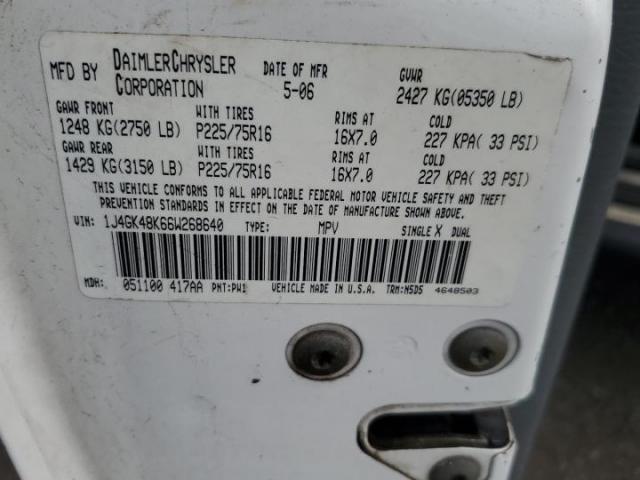 MFD BY DAIMLERCHRYSLER CORPORATION DATE OF MFR 5-06 GVWR 2427 KG(05350 LB)
GAWR FRONT WITH TIRES RIMS AT COLD
1248 KG(2750 LB) P225/75R16 16X7.0 227 KPA( 33 PSI)
GAWR REAR WITH TIRES RIMS AT COLD
1429 KG(3150 LB) P225/75R16 16X7.0 227 KPA( 33 PSI)
THIS VEHICLE CONFORMS TO ALL APPLICABLE FEDERAL MOTOR VEHICLE SAFETY AND THEFT
PREVENTION STANDARDS IN EFFECT ON THE DATE OF MANUFACTURE SHOWN ABOVE.
VIN: 1J4GK48K66W268640 TYPE: MPV SINGLE X DUAL
MDH: 051100 417AA PNT:PW1 VEHICLE MADE IN U.S.A. TRM:N5D5 4648503